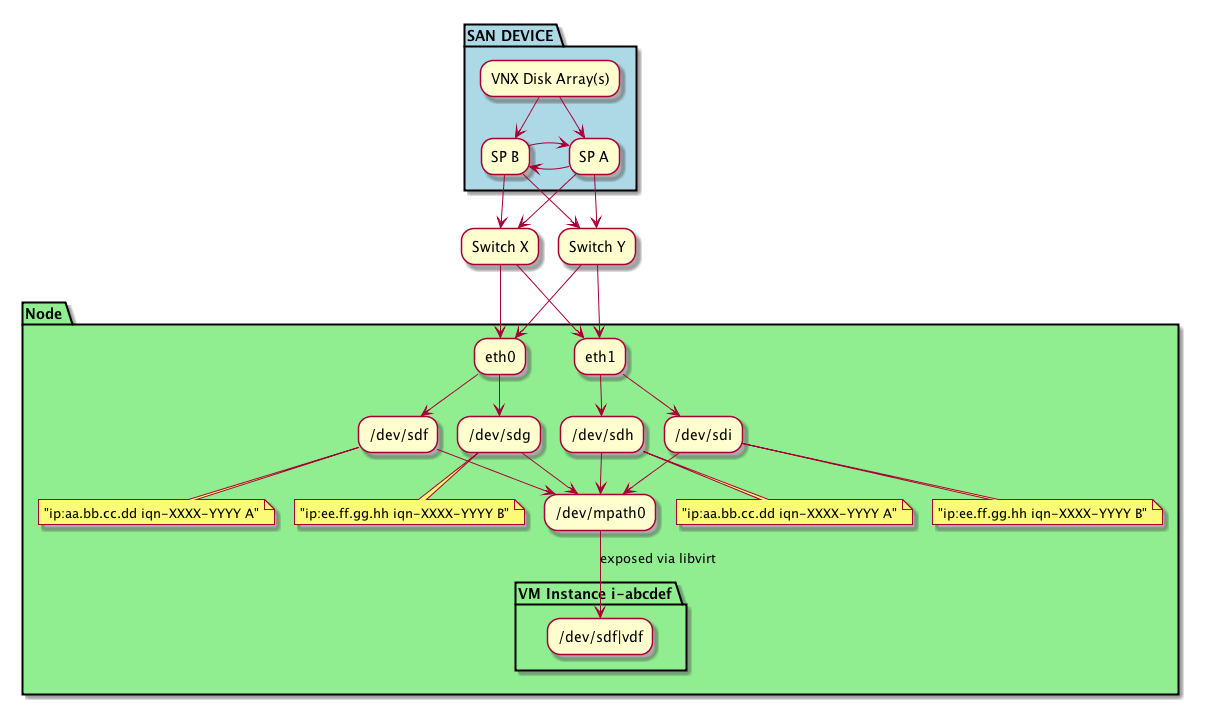 SAN DEVICE
VNX Disk Array(s)
SP B
SP A
Switch X
Switch Y
Node
eth0
eth1
/dev/sdf
/dev/sdg
/dev/sdh
/dev/sdi
"ip:aa.bb.cc.dd iqn-XXXX-YYYY A"
"ip:ee.ff.gg.hh iqn-XXXX-YYYY B"
/dev/mpath0
"ip:aa.bb.cc.dd iqn-XXXX-YYYY A"
"ip:ee.ff.gg.hh iqn-XXXX-YYYY B"
exposed via libvirt
VM Instance i-abcdef
/dev/sdf|vdf